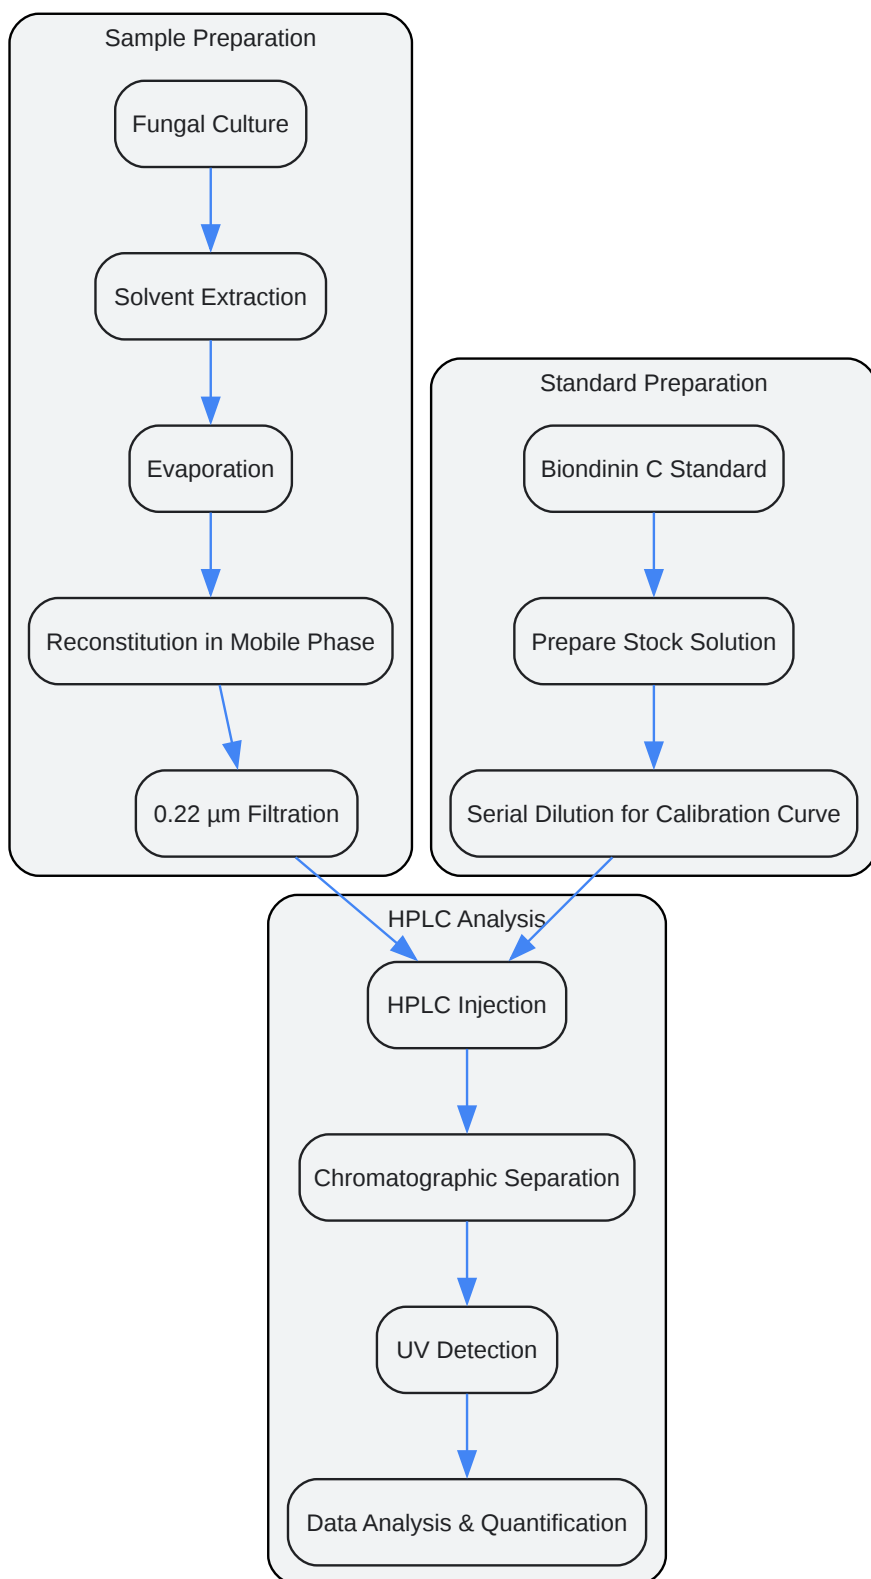 Sample Preparation
Fungal Culture
Solvent Extraction
Evaporation
Reconstitution in Mobile Phase
0.22 µm Filtration
Standard Preparation
Biondinin C Standard
Prepare Stock Solution
Serial Dilution for Calibration Curve
HPLC Analysis
HPLC Injection
Chromatographic Separation
UV Detection
Data Analysis & Quantification